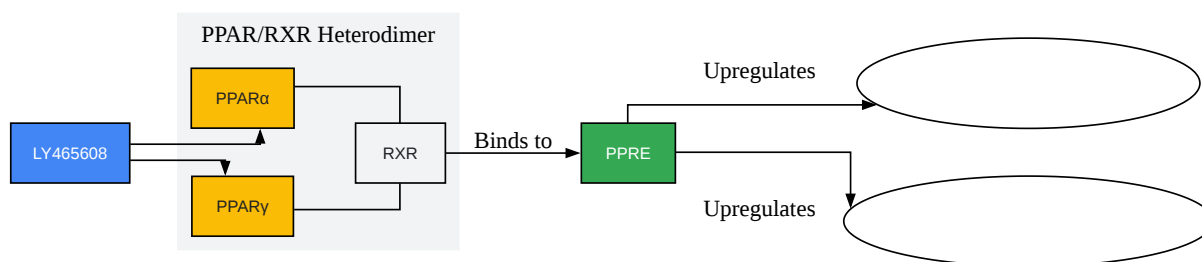 PPAR/RXR Heterodimer
Upregulates
PPARα
LY465608
RXR
Binds to
PPRE
PPARγ
Upregulates